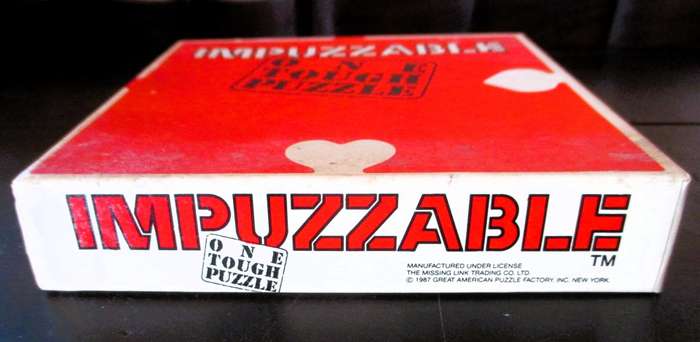 IMPUZZABLE
ONE
TOUGH
PUZZLE
IMPUZZABLE
TM
ONE
TOUGH
PUZZLE
MANUFACTURED UNDER LICENSE
THE MISSING LINK TRADING CO. LTD.
© 1987 GREAT AMERICAN PUZZLE FACTORY, INC. NEW YORK.